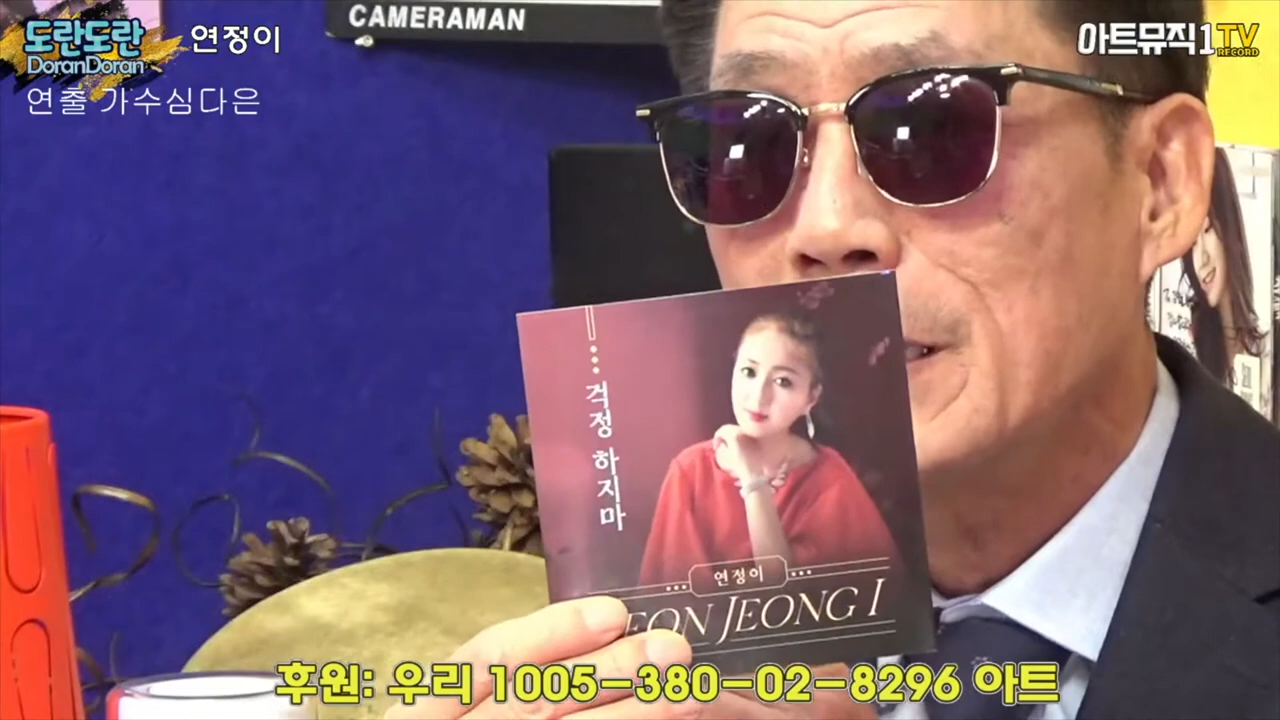 CAMERAMAN
도란도란
DoranDoran
연정이
연출 가수심다은
아트뮤직1TV
RECORD
걱정 하지마
연정이
EON JEONG I
후원: 우리 1005-380-02-8296 아트